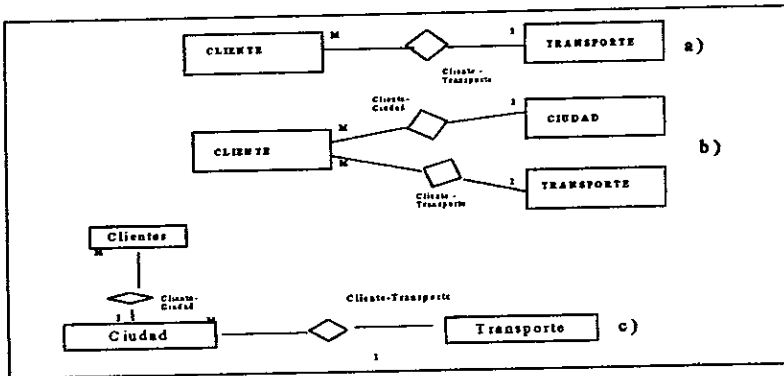 M
1
CLIENTE
TRANSPORTE
a)
Cliente -
Transporte
Cliente-
Ciudad
M
1
CIUDAD
CLIENTE
b)
M
1
TRANSPORTE
Cliente -
Transporte
Clientes
M
Cliente-
Ciudad
Cliente-Transporte
1
M
Ciudad
Transporte
c)
1